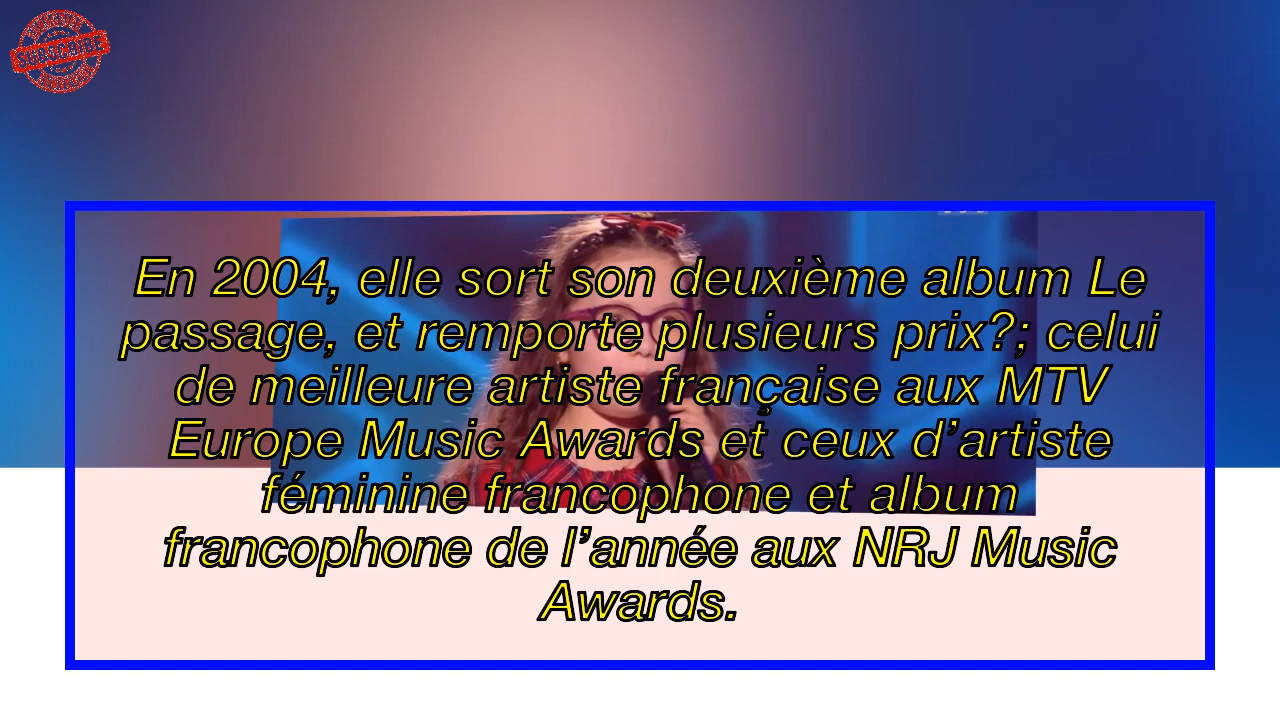 SUBSCRIBE
En 2004, elle sort son deuxième album Le
passage, et remporte plusieurs prix?; celui
de meilleure artiste française aux MTV
Europe Music Awards et ceux d’artiste
féminine francophone et album
francophone de l’année aux NRJ Music
Awards.